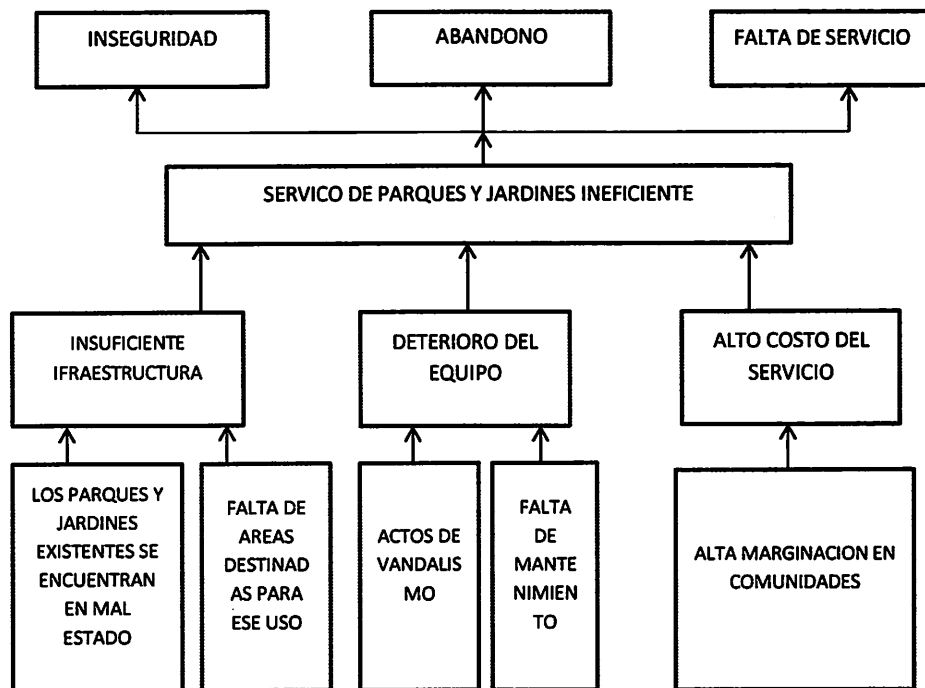 INSEGURIDAD
ABANDONO
FALTA DE SERVICIO
SERVICO DE PARQUES Y JARDINES INEFICIENTE
INSUFICIENTE
IFRAESTRUCTURA
DETERIORO DEL
EQUIPO
ALTO COSTO DEL
SERVICIO
LOS PARQUES Y
JARDINES
EXISTENTES SE
ENCUENTRAN
EN MAL
ESTADO
FALTA DE
AREAS
DESTINAD
AS PARA
ESE USO
ACTOS DE
VANDALIS
MO
FALTA
DE
MANTE
NIMIEN
TO
ALTA MARGINACION EN
COMUNIDADES